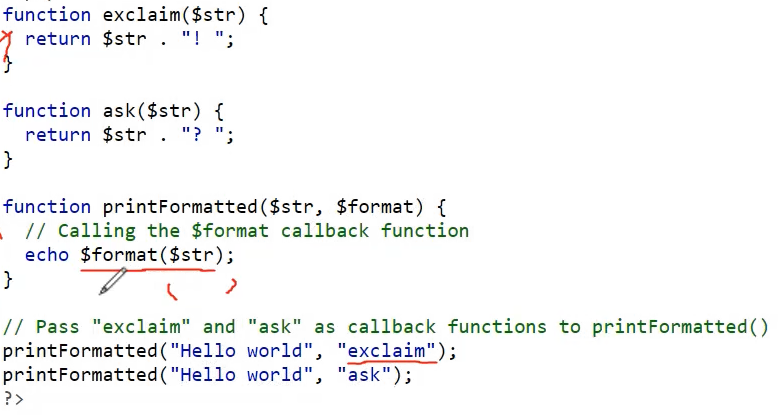 function exclaim($str) {
  return $str . "! ";
}

function ask($str) {
  return $str . "? ";
}

function printFormatted($str, $format) {
  // Calling the $format callback function
  echo $format($str);
}

// Pass "exclaim" and "ask" as callback functions to printFormatted()
printFormatted("Hello world", "exclaim");
printFormatted("Hello world", "ask");
?>